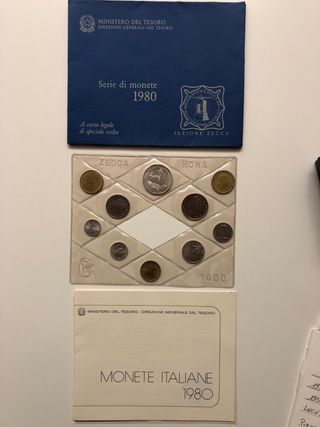 MINISTERO DEL TESORO
DIREZIONE GENERALE DEL TESORO
Serie di monete
1980
A corso legale
di speciale scelta
SEZIONE ZECCA
ZECCA ROMA
1980
MINISTERO DEL TESORO - DIREZIONE GENERALE DEL TESORO
MONETE ITALIANE
1980